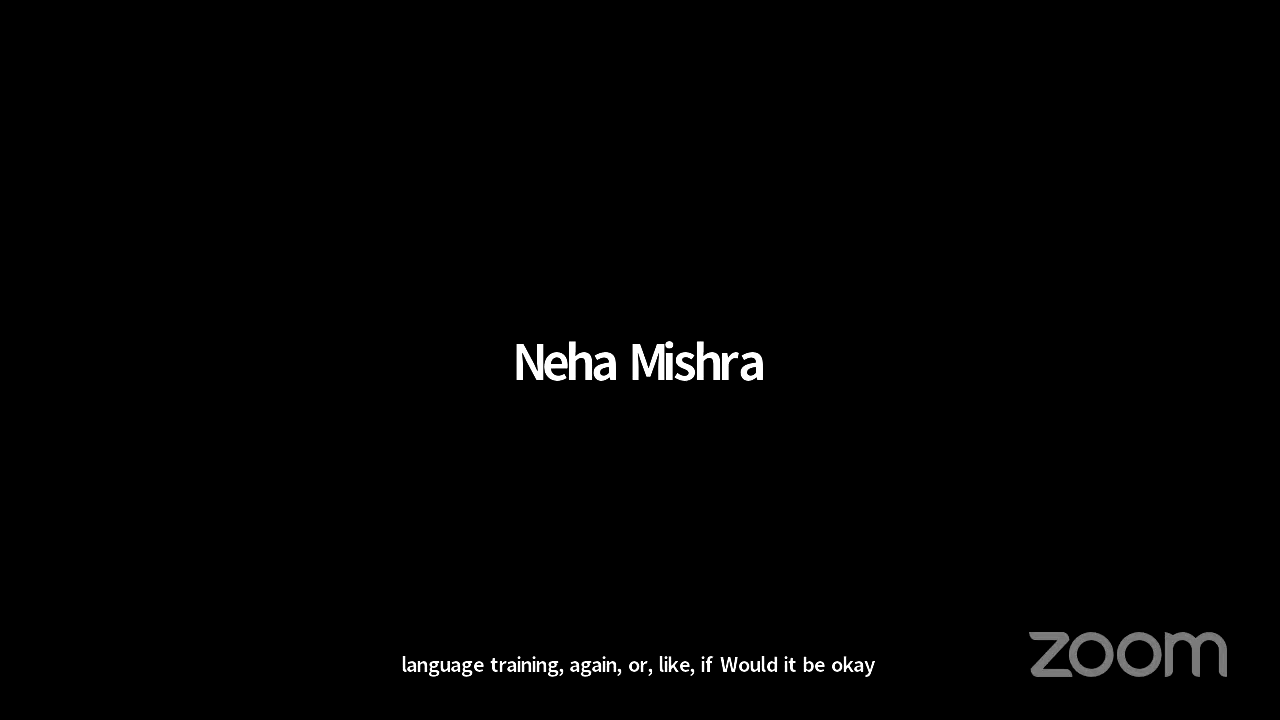 Neha Mishra
language training, again, or, like, if Would it be okay
zoom